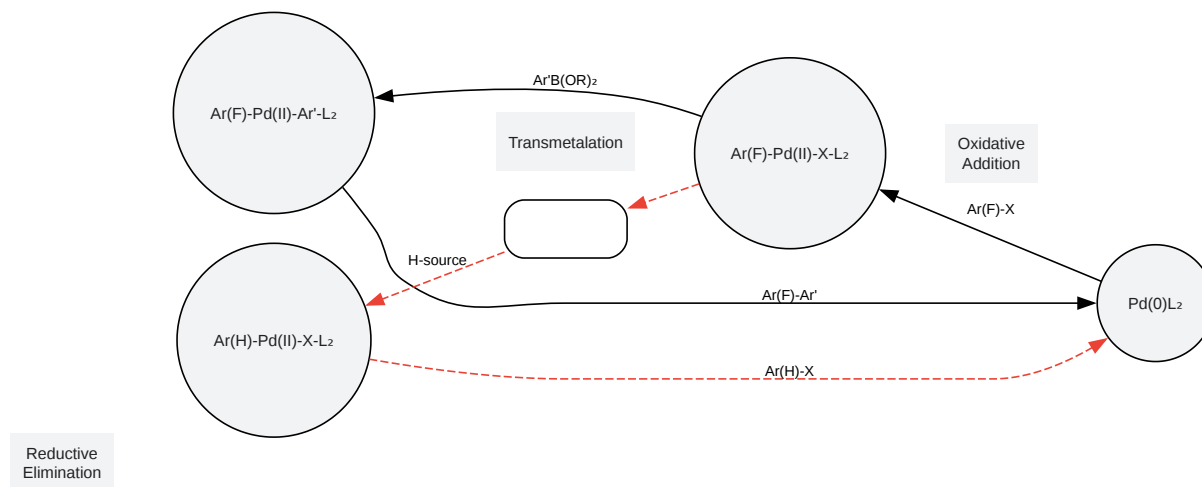 Ar'B(OR)₂
Ar(F)-Pd(II)-Ar'-L₂
Transmetalation
Ar(F)-Pd(II)-X-L₂
Oxidative
Addition
Ar(F)-X
H-source
Ar(F)-Ar'
Pd(0)L₂
Ar(H)-Pd(II)-X-L₂
Ar(H)-X
Reductive
Elimination